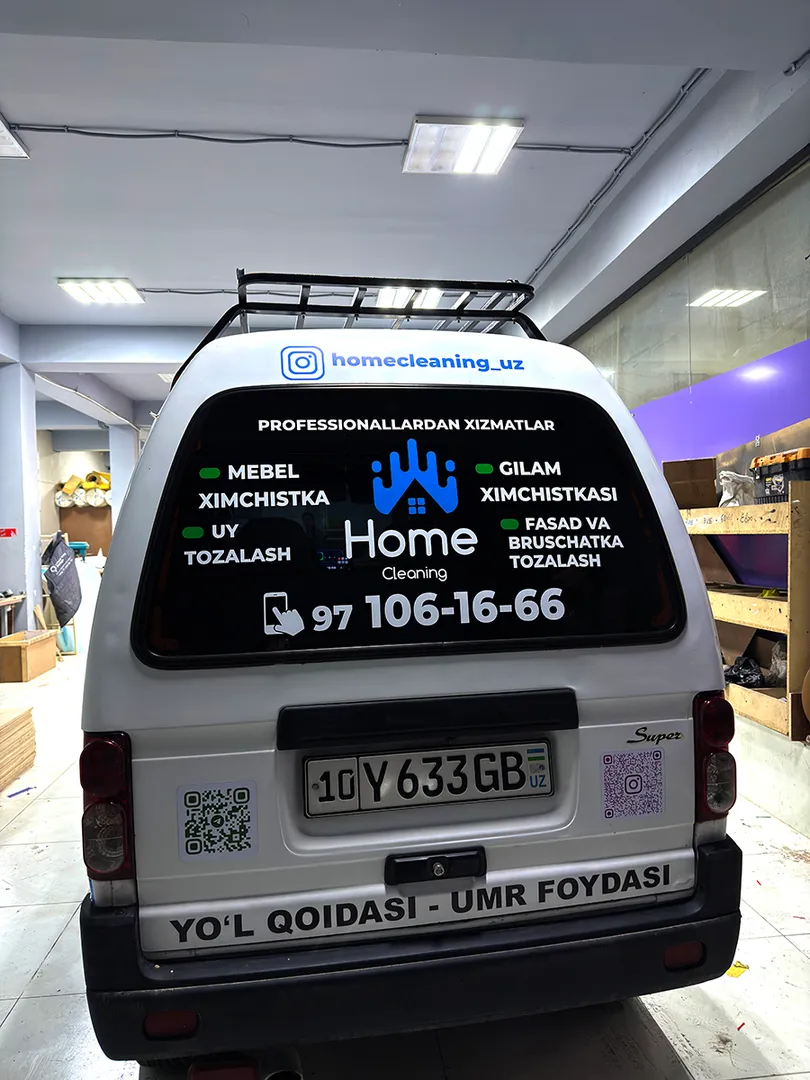 homecleaning_uz
PROFESSIONALLARDAN XIZMATLAR
MEBEL
XIMCHISTKA
UY
TOZALASH
Home
Cleaning
GILAM
XIMCHISTKASI
FASAD VA
BRUSCHATKA
TOZALASH
97 106-16-66
Super
10 Y 633 GB UZ
YO‘L QOIDASI - UMR FOYDASI